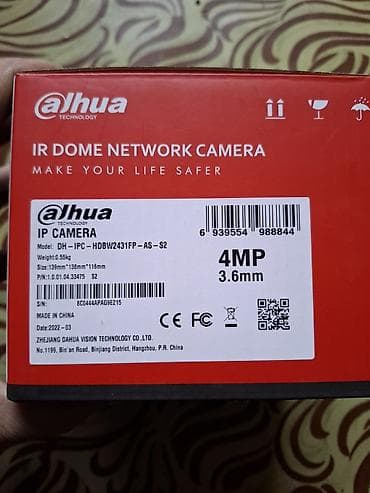 alhua
TECHNOLOGY
IR DOME NETWORK CAMERA
MAKE YOUR LIFE SAFER
alhua
TECHNOLOGY
IP CAMERA
Model: DH-IPC-HDBW2431FP-AS-S2
Weight:0.55kg
Size:139mm*136mm*116mm
P/N:1.0.01.04.33475 S2
S/N: 8C0444APAG9E215
MADE IN CHINA
Date:2022-03
ZHEJIANG DAHUA VISION TECHNOLOGY CO., LTD.
No.1199, Bin'an Road, Binjiang District, Hangzhou, P.R. China
6 939554 988844
4MP
3.6mm
CE FC